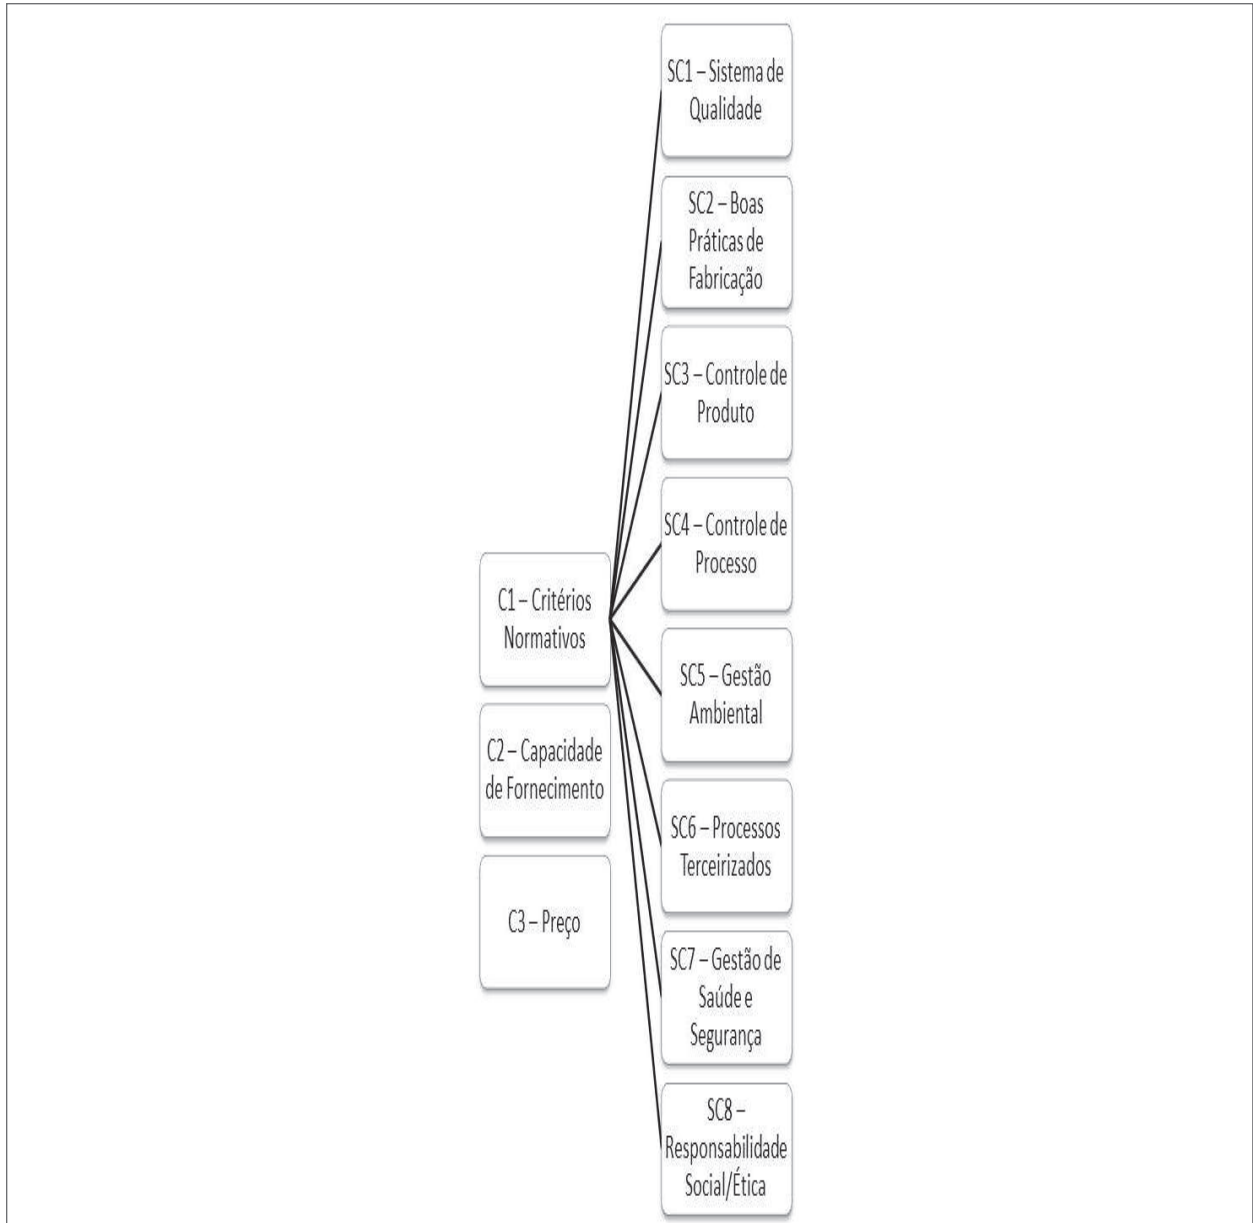 C1 – Critérios
Normativos
C2 – Capacidade
de Fornecimento
C3 – Preço
SC1 – Sistema de
Qualidade
SC2 – Boas
Práticas de
Fabricação
SC3 – Controle de
Produto
SC4 – Controle de
Processo
SC5 – Gestão
Ambiental
SC6 – Processos
Terceirizados
SC7 – Gestão de
Saúde e
Segurança
SC8 –
Responsabilidade
Social/Ética